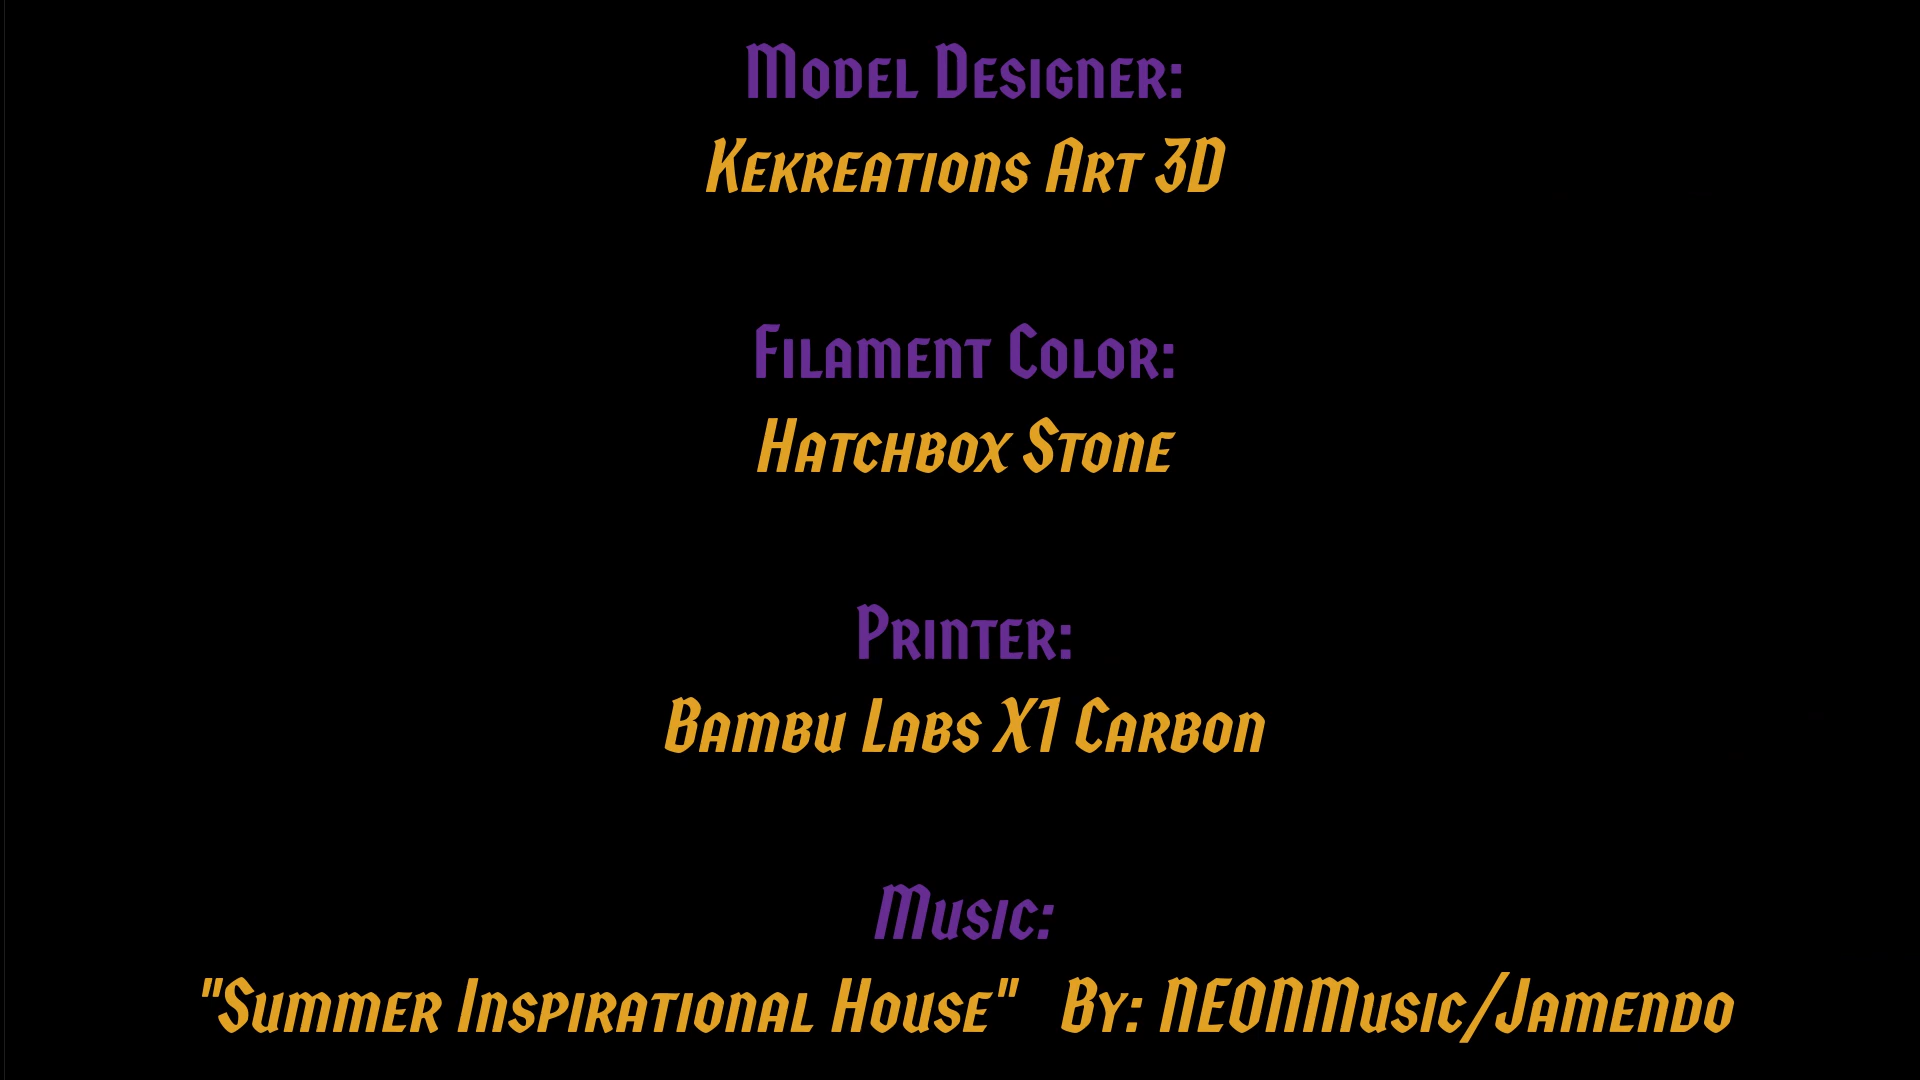 Model Designer:
Kekreations Art 3D
Filament Color:
Hatchbox Stone
Printer:
Bambu Labs X1 Carbon
Music:
"Summer Inspirational House" By: NEONMusic/Jamendo